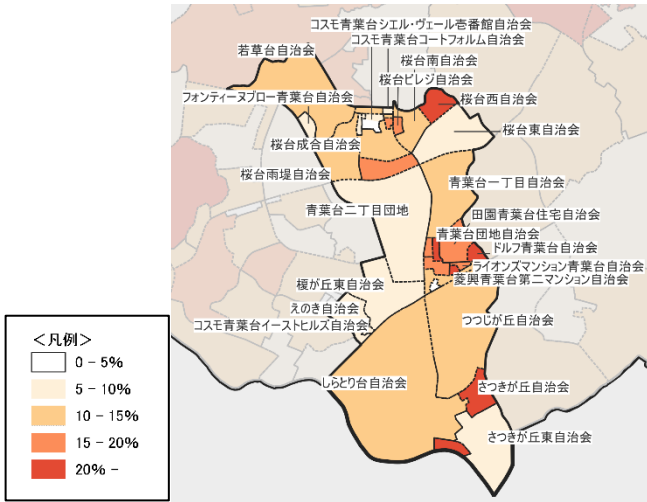 コスモ青葉台シエル・ヴェール壱番館自治会
コスモ青葉台コートフォルム自治会
若草台自治会
桜台南自治会
桜台ビレジ自治会
フォンティーヌブロー青葉台自治会
桜台西自治会
桜台東自治会
桜台成合自治会
桜台雨堤自治会
青葉台一丁目自治会
青葉台二丁目団地
田園青葉台住宅自治会
青葉台団地自治会
ドルフ青葉台自治会
ライオンズマンション青葉台自治会
菱興青葉台第二マンション自治会
榎が丘東自治会
えのき自治会
コスモ青葉台イーストヒルズ自治会
つつじが丘自治会
しらとり台自治会
さつきが丘自治会
さつきが丘東自治会
＜凡例＞
0 - 5%
5 - 10%
10 - 15%
15 - 20%
20% -